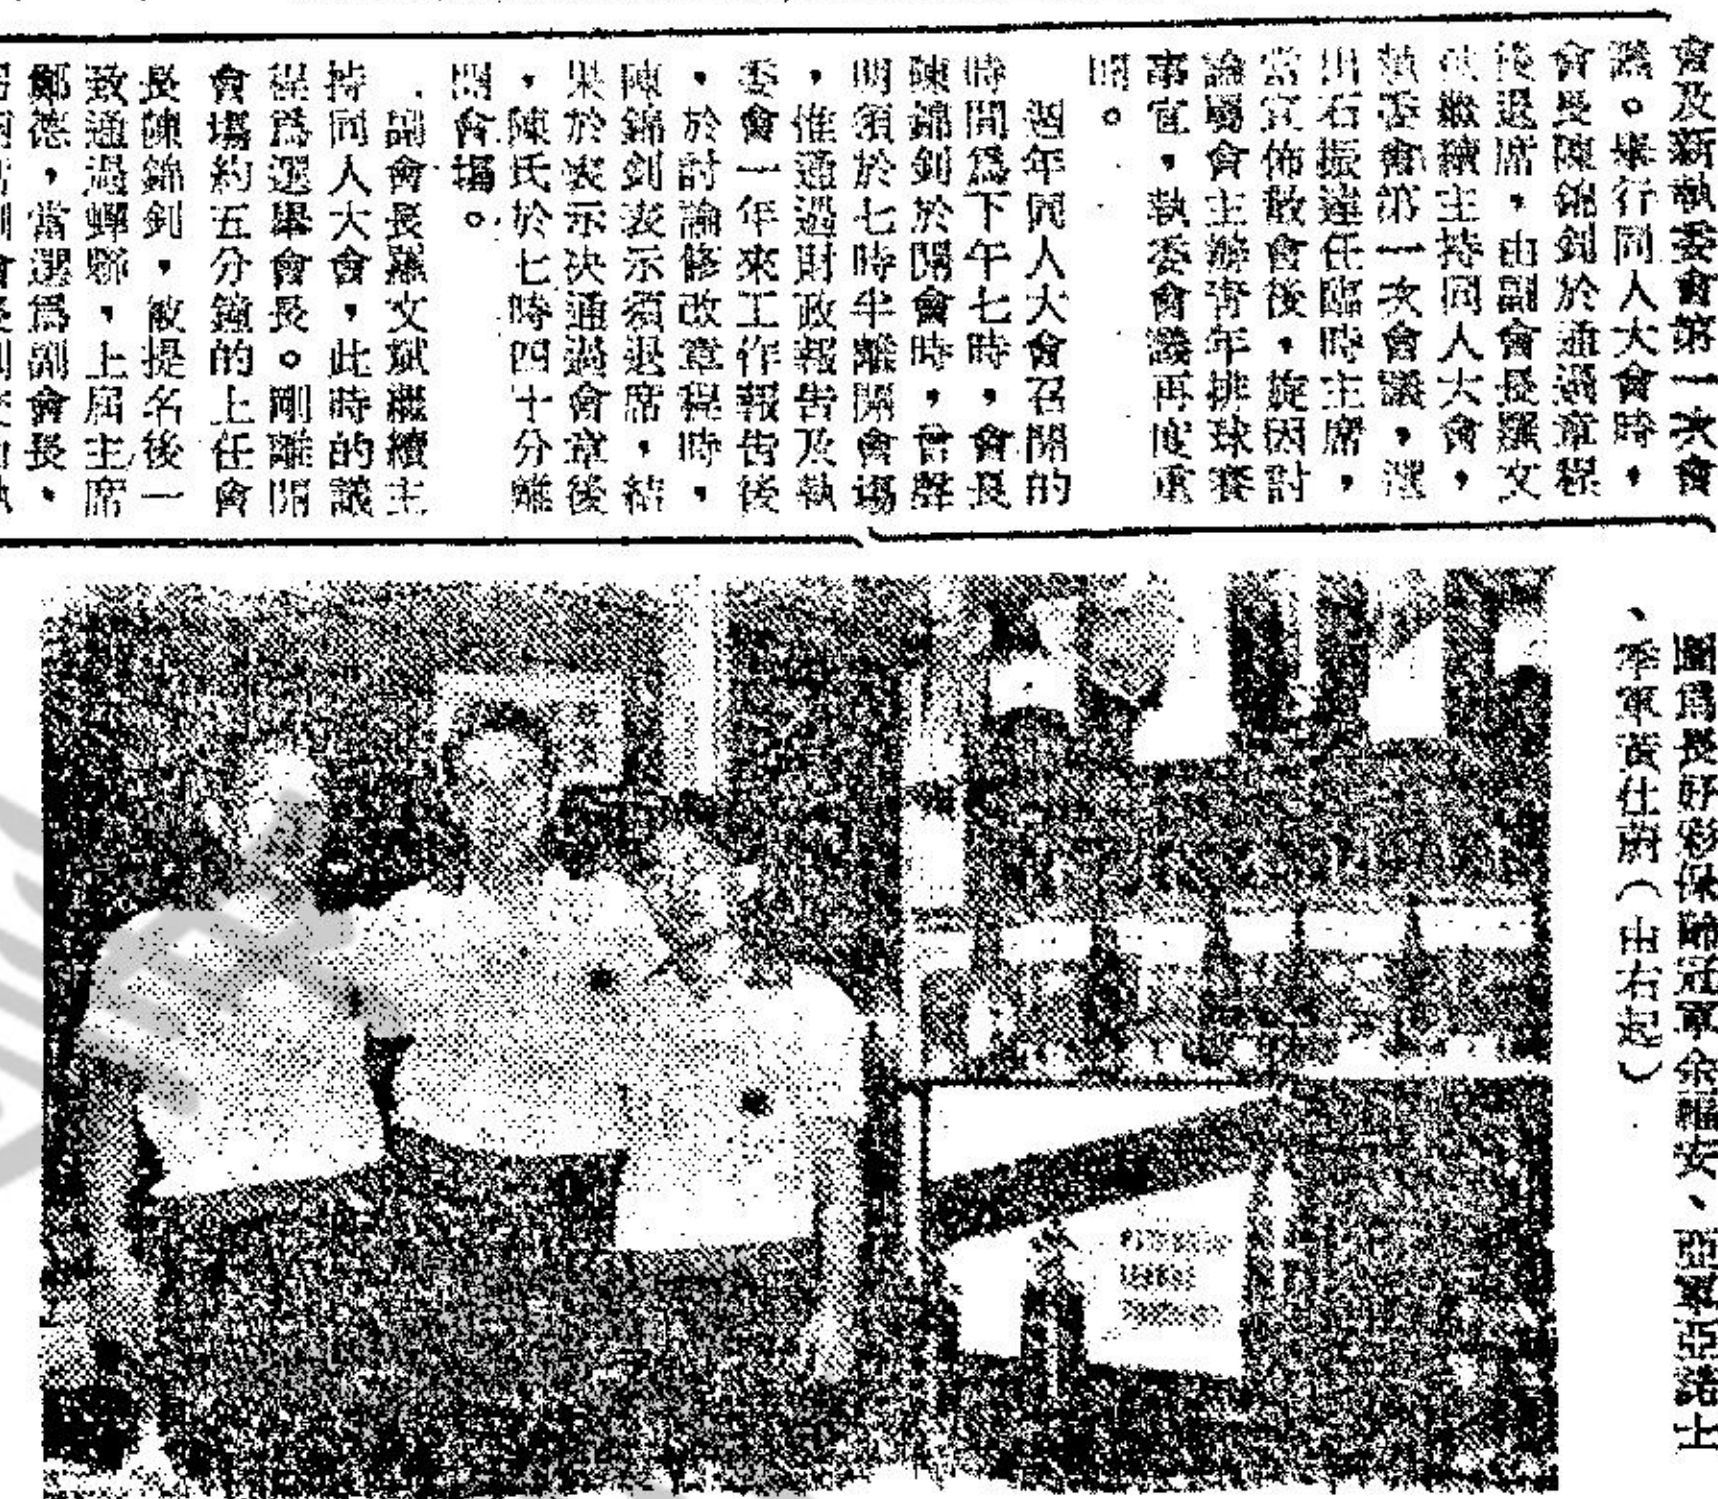 會及新執委會第一次會
議。舉行同人大會時，
會長陳錦釗於通過章程
後退席，由副會長羅文
斌繼續主持同人大會，
執委會第一次會議，選
出石振達任臨時主席，
當宣佈散會後，旋因討
論屬會主辦青年排球賽
事宜，執委會議再度重
開。
週年同人大會召開的
時間為下午七時，會長
陳錦釗於開會時，曾聲
明須於七時半離開會場
，惟通過財政報告及執
委會一年來工作報告後
，於討論修改章程時，
陳錦釗表示須退席，結
果於表示決通過會章後
，陳氏於七時四十分離
開會場。
副會長羅文斌繼續主
持同人大會，此時的議
程爲選舉會長。剛離開
會場約五分鐘的上任會
長陳錦釗，被提名後一
致通過蟬聯，上屆主席
鄭德，當選爲副會長、
圖爲長好彩保齡冠軍余福安、亞軍亞諾士
、季軍黃仕蔚（由右起）